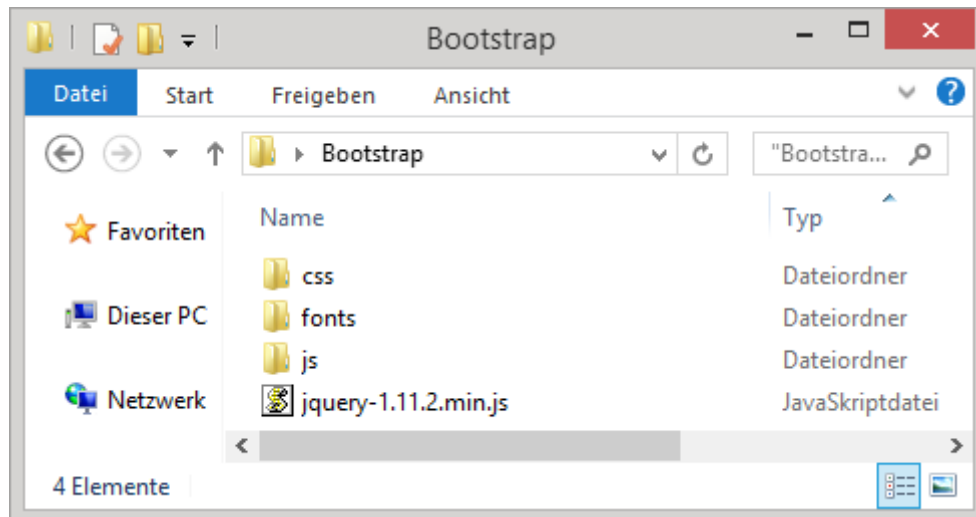 Bootstrap
Datei Start Freigeben Ansicht
Bootstrap "Bootstra...
Favoriten
Dieser PC
Netzwerk
Name Typ
css Dateiordner
fonts Dateiordner
js Dateiordner
jquery-1.11.2.min.js JavaSkriptdatei
4 Elemente